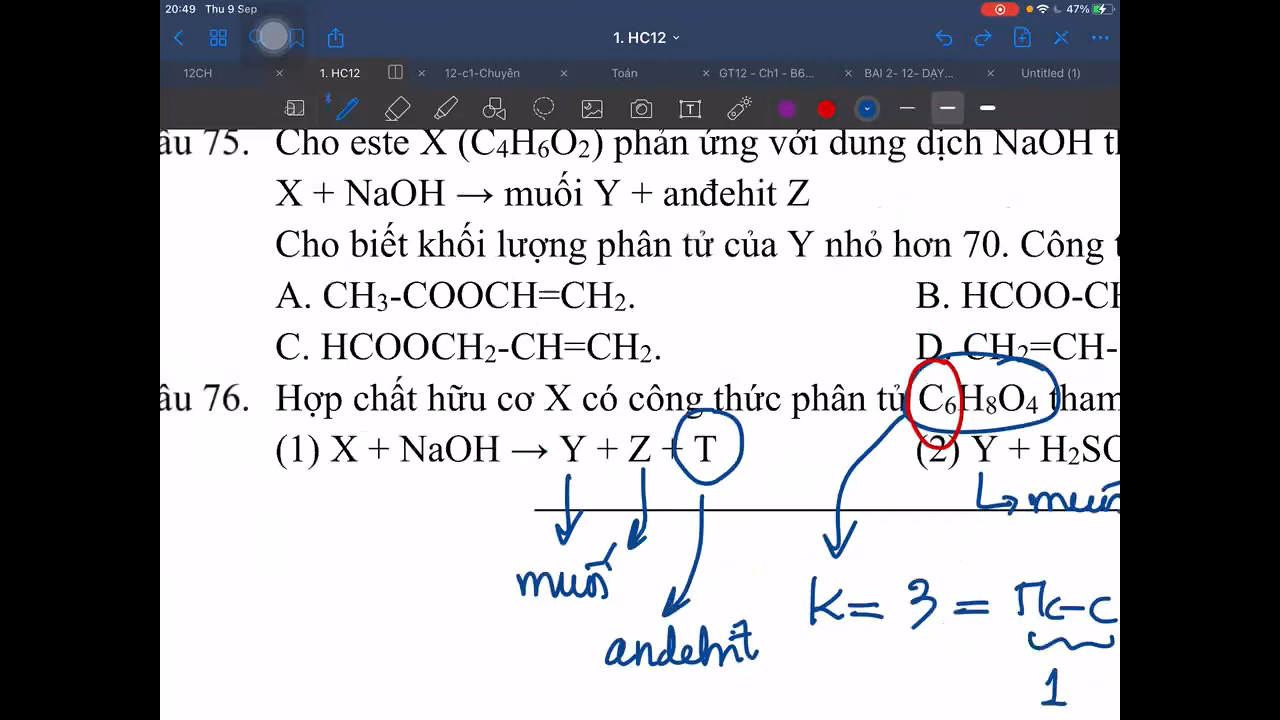 20:49 Thu 9 Sep
47%
1. HC12
12CH
1. HC12
12-c1-Chuyên
Toán
GT12 - Ch1 - B6...
BAI 2- 12- DẠY...
Untitled (1)
âu 75. Cho este X (C4H6O2) phản ứng với dung dịch NaOH t
X + NaOH → muối Y + anđehit Z
Cho biết khối lượng phân tử của Y nhỏ hơn 70. Công t
A. CH3-COOCH=CH2. B. HCOO-CH
C. HCOOCH2-CH=CH2. D. CH2=CH-
âu 76. Hợp chất hữu cơ X có công thức phân tử C6H8O4 tham
(1) X + NaOH → Y + Z + T (2) Y + H2SO
muối
muối
andehit
K = 3 = πC-C
1